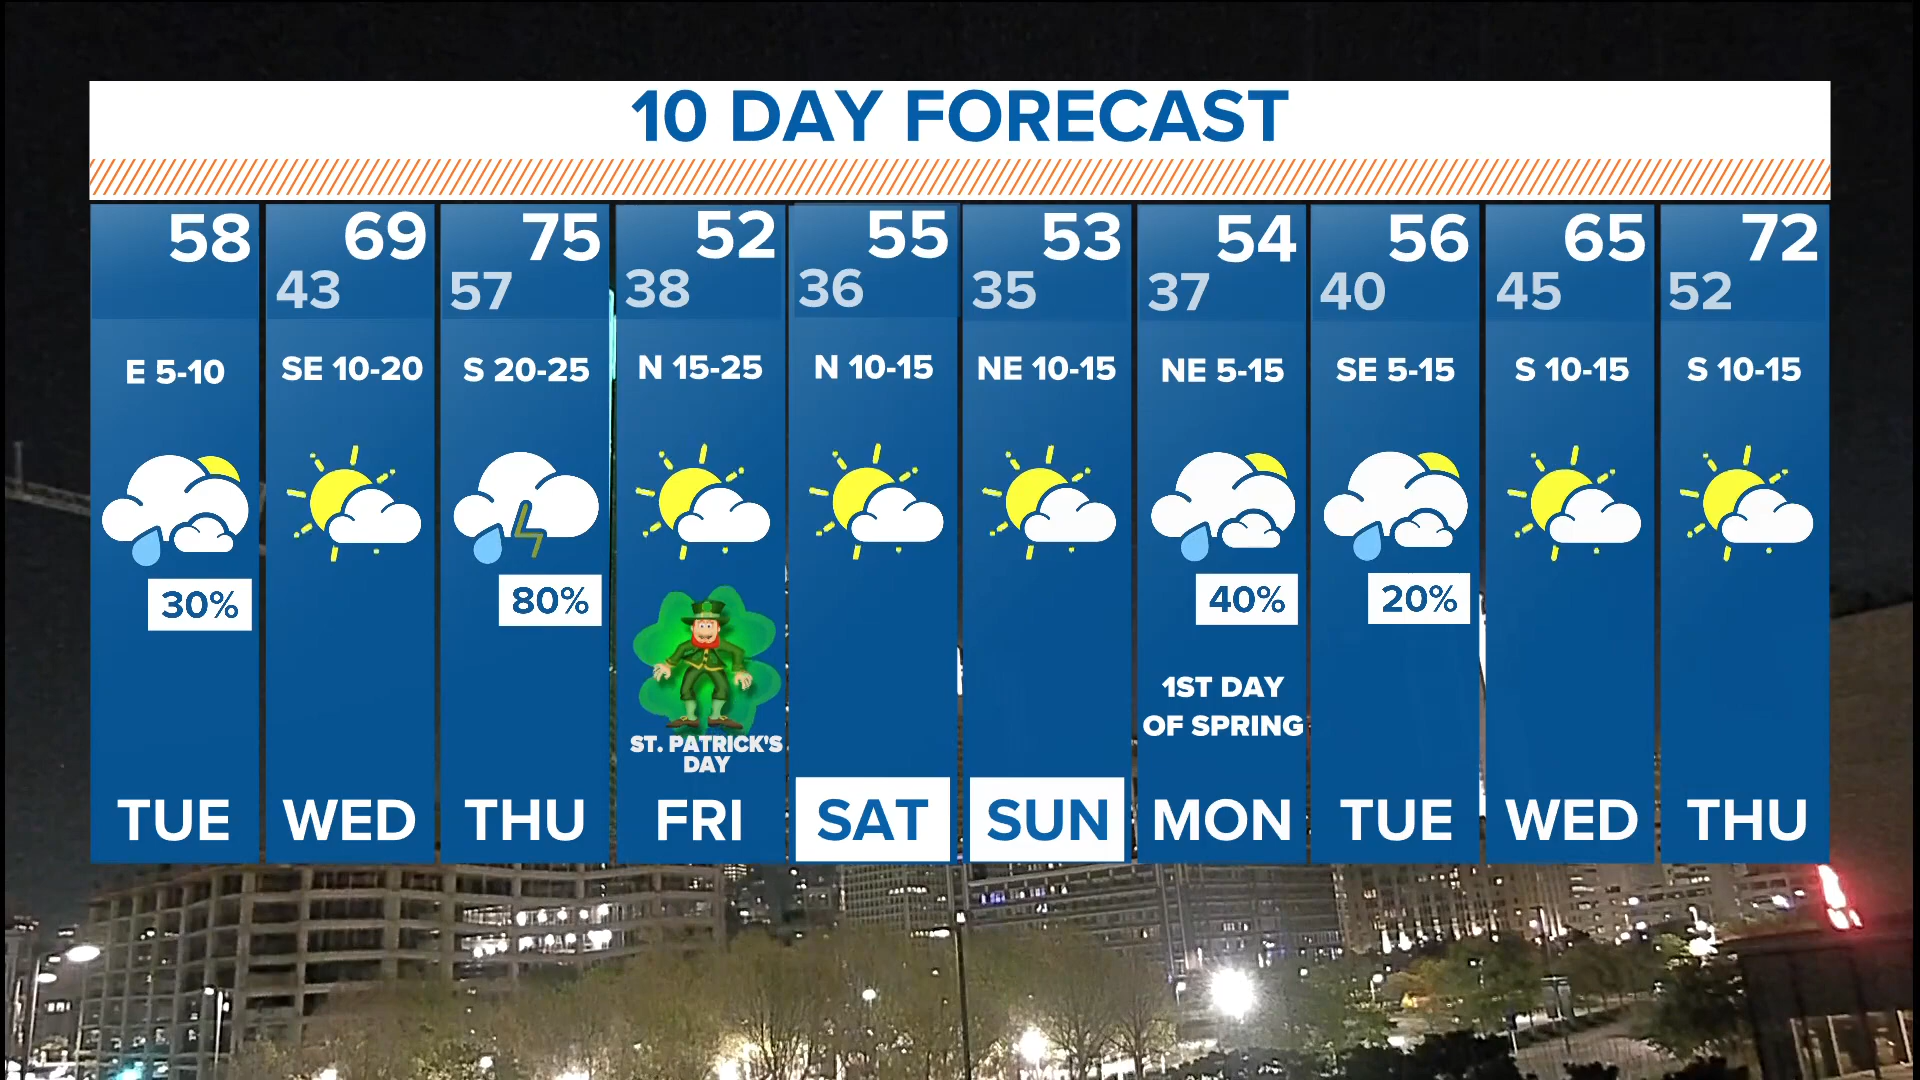 10 DAY FORECAST
58
69
75
52
55
53
54
56
65
72
43
57
38
36
35
37
40
45
52
E 5-10
SE 10-20
S 20-25
N 15-25
N 10-15
NE 10-15
NE 5-15
SE 5-15
S 10-15
S 10-15
30%
80%
40%
20%
1ST DAY
OF SPRING
ST. PATRICK'S
DAY
TUE
WED
THU
FRI
SAT
SUN
MON
TUE
WED
THU